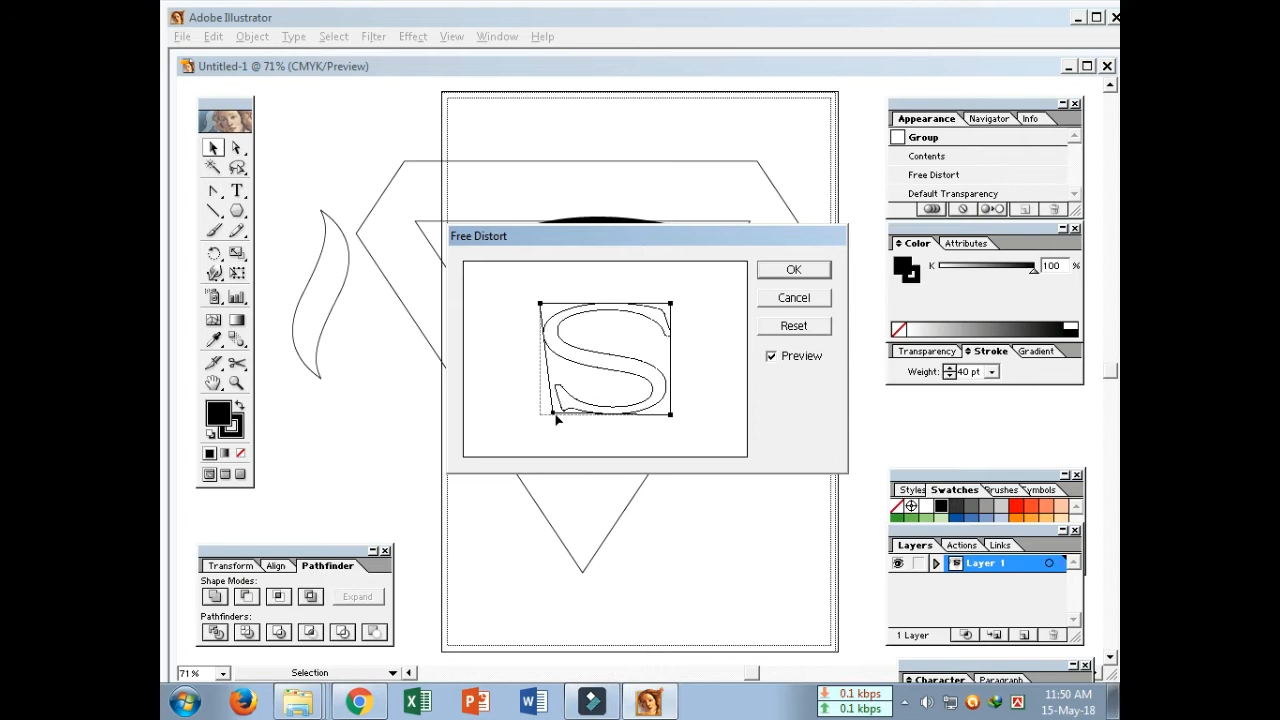 Adobe Illustrator
File Edit Object Type Select Filter Effect View Window Help
Untitled-1 @ 71% (CMYK/Preview)
Appearance Navigator Info
Group
Contents
Free Distort
Default Transparency
Free Distort
OK
Cancel
Reset
Preview
S
Color Attributes
K 100 %
Transparency Stroke Gradient
Weight: 40 pt
Styles Swatches Brushes Symbols
Layers Actions Links
Layer 1
1 Layer
Transform Align Pathfinder
Shape Modes:
Expand
Pathfinders:
71% Selection
Character Paragraph
0.1 kbps
0.1 kbps
11:50 AM
15-May-18